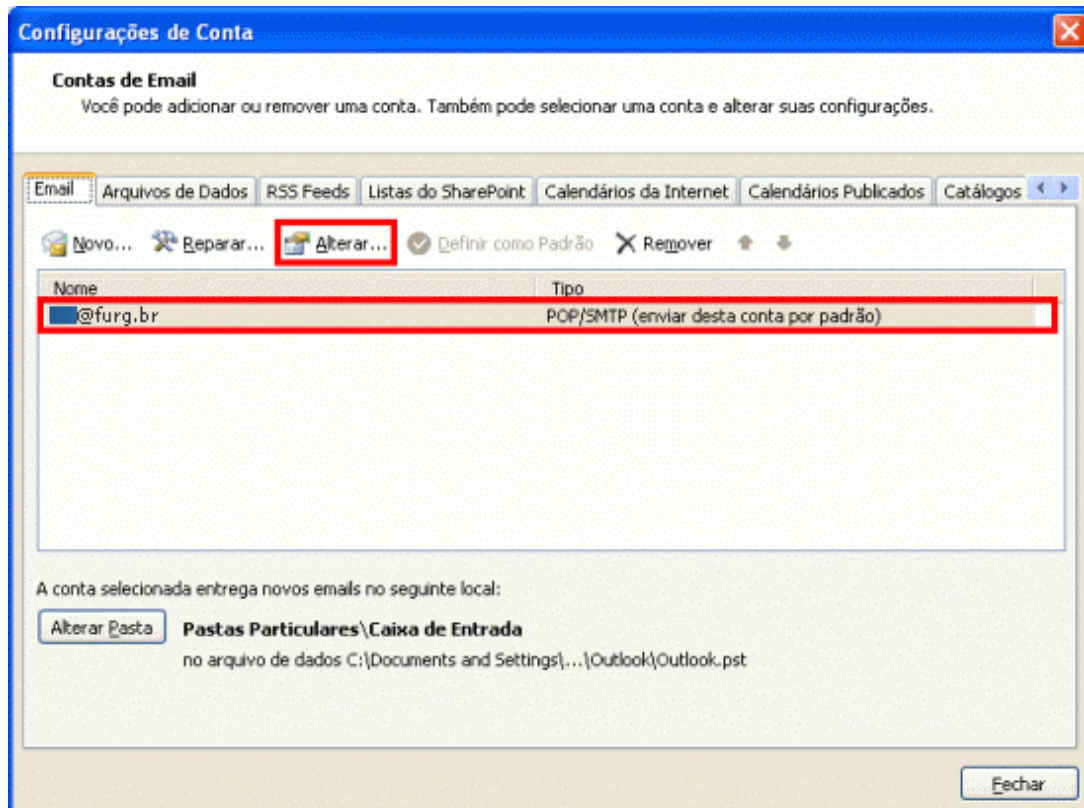 Configurações de Conta
Contas de Email
Você pode adicionar ou remover uma conta. Também pode selecionar uma conta e alterar suas configurações.
Email Arquivos de Dados RSS Feeds Listas do SharePoint Calendários da Internet Calendários Publicados Catálogos
Novo... Reparar... Alterar... Definir como Padrão Remover
Nome Tipo
@furg.br POP/SMTP (enviar desta conta por padrão)
A conta selecionada entrega novos emails no seguinte local:
Alterar Pasta Pastas Particulares\Caixa de Entrada
no arquivo de dados C:\Documents and Settings\...\Outlook\Outlook.pst
Fechar